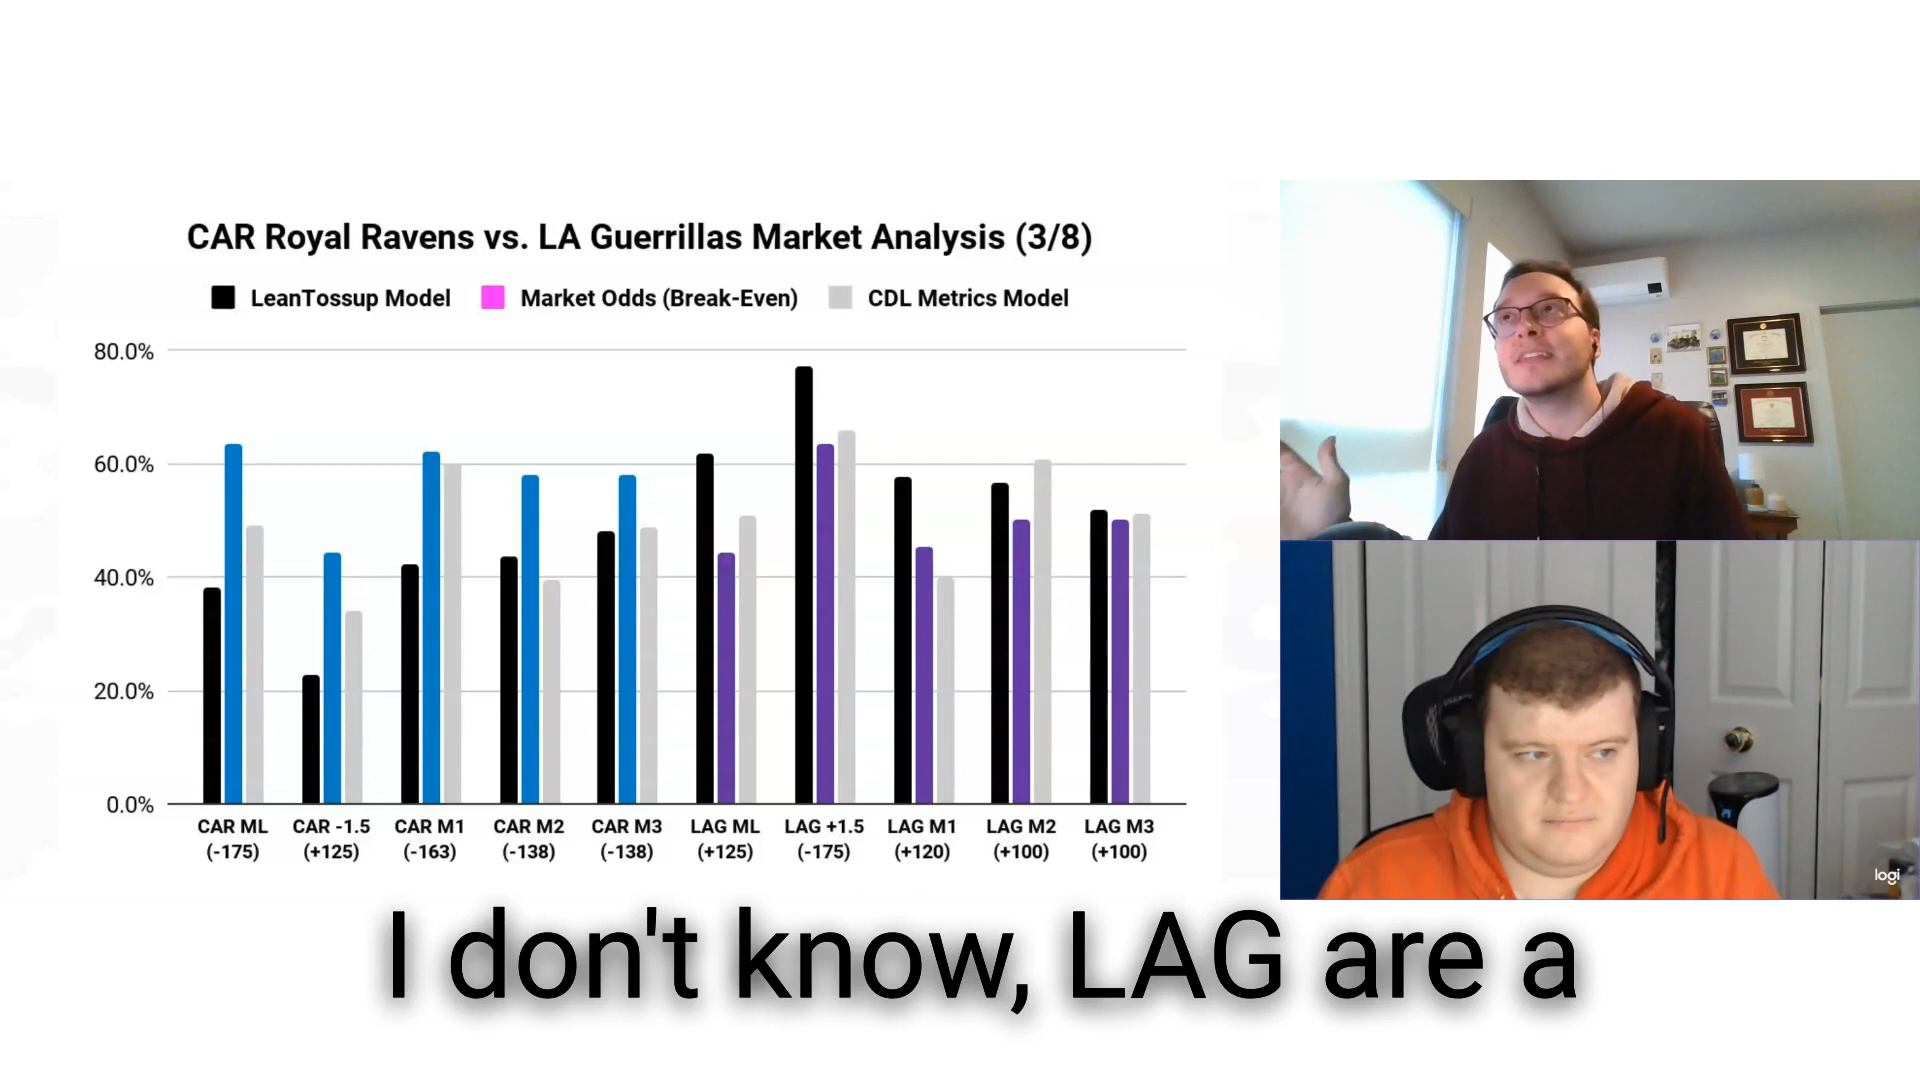 CAR Royal Ravens vs. LA Guerrillas Market Analysis (3/8)
LeanTossup Model Market Odds (Break-Even) CDL Metrics Model
80.0%
60.0%
40.0%
20.0%
0.0%
CAR ML CAR -1.5 CAR M1 CAR M2 CAR M3 LAG ML LAG +1.5 LAG M1 LAG M2 LAG M3
(-175) (+125) (-163) (-138) (-138) (+125) (-175) (+120) (+100) (+100)
logi
I don't know, LAG are a